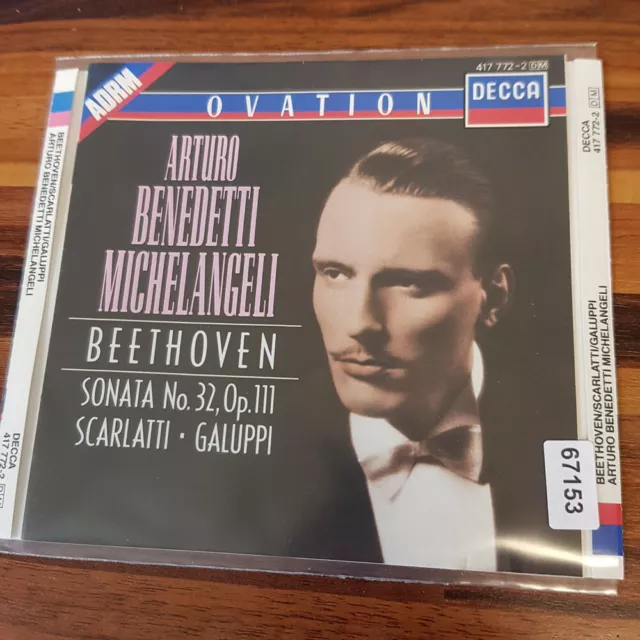 417 772-2 DM
ADRM
OVATION
DECCA
ARTURO
BENEDETTI
MICHELANGELI
BEETHOVEN
SONATA No. 32, Op. 111
SCARLATTI · GALUPPI
BEETHOVEN/SCARLATTI/GALUPPI
ARTURO BENEDETTI MICHELANGELI
DECCA
417 772-2 DM
DECCA
417 772-2 DM
BEETHOVEN/SCARLATTI/GALUPPI
ARTURO BENEDETTI MICHELANGELI
67153